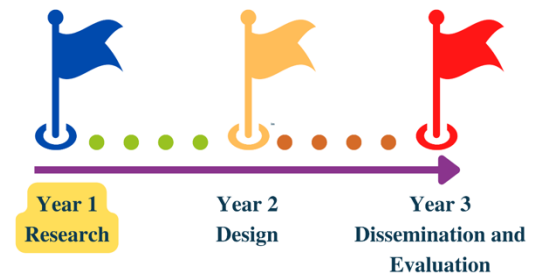 Year 1
Research
Year 2
Design
Year 3
Dissemination and
Evaluation